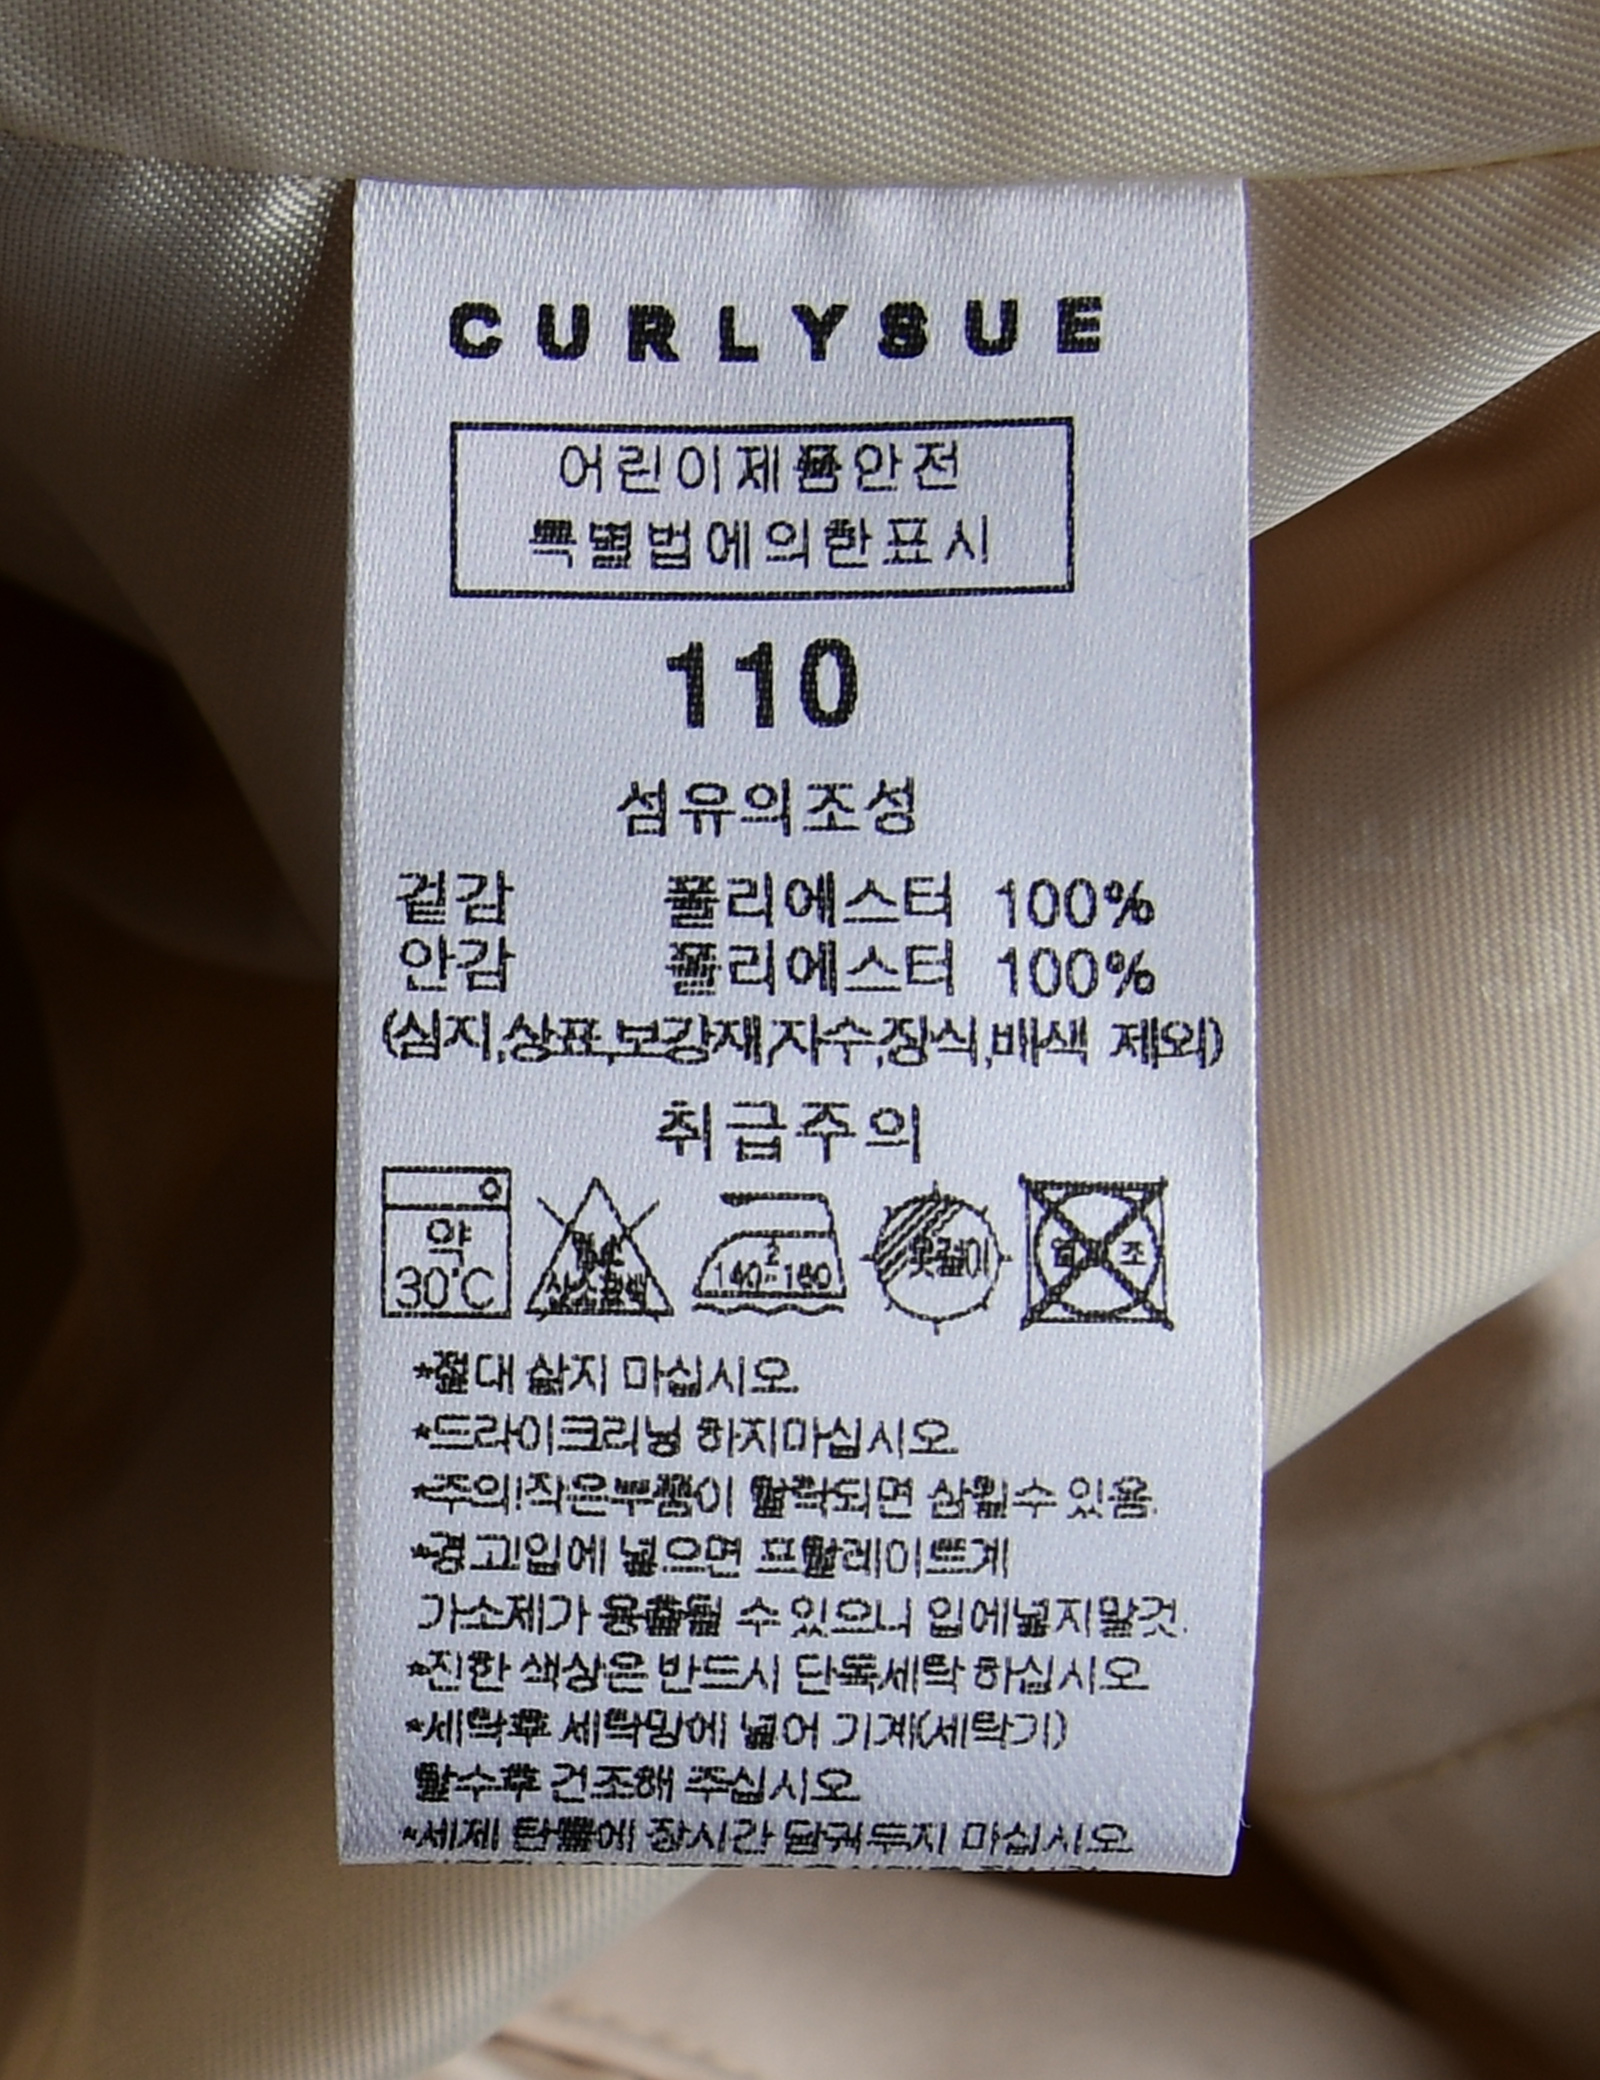 CURLYSUE
어린이제품안전
특별법에의한표시
110
섬유의조성
겉감 폴리에스터 100%
안감 폴리에스터 100%
(심지,상표,보강재,자수,장식,배색 제외)
취급주의
약 30℃
산소표백
2 140-160
옷걸이
조
*절대 삶지 마십시오.
*드라이크리닝 하지마십시오.
*주의!작은부품이 탈락되면 삼킬수 있음.
*경고!입에 넣으면 프탈레이트계
가소제가 용출될 수 있으니 입에넣지말것.
*진한 색상은 반드시 단독세탁 하십시오
*세탁후 세탁망에 넣어 기계(세탁기)
탈수후 건조해 주십시오.
*세제 탄물에 장시간 담궈두지 마십시오.